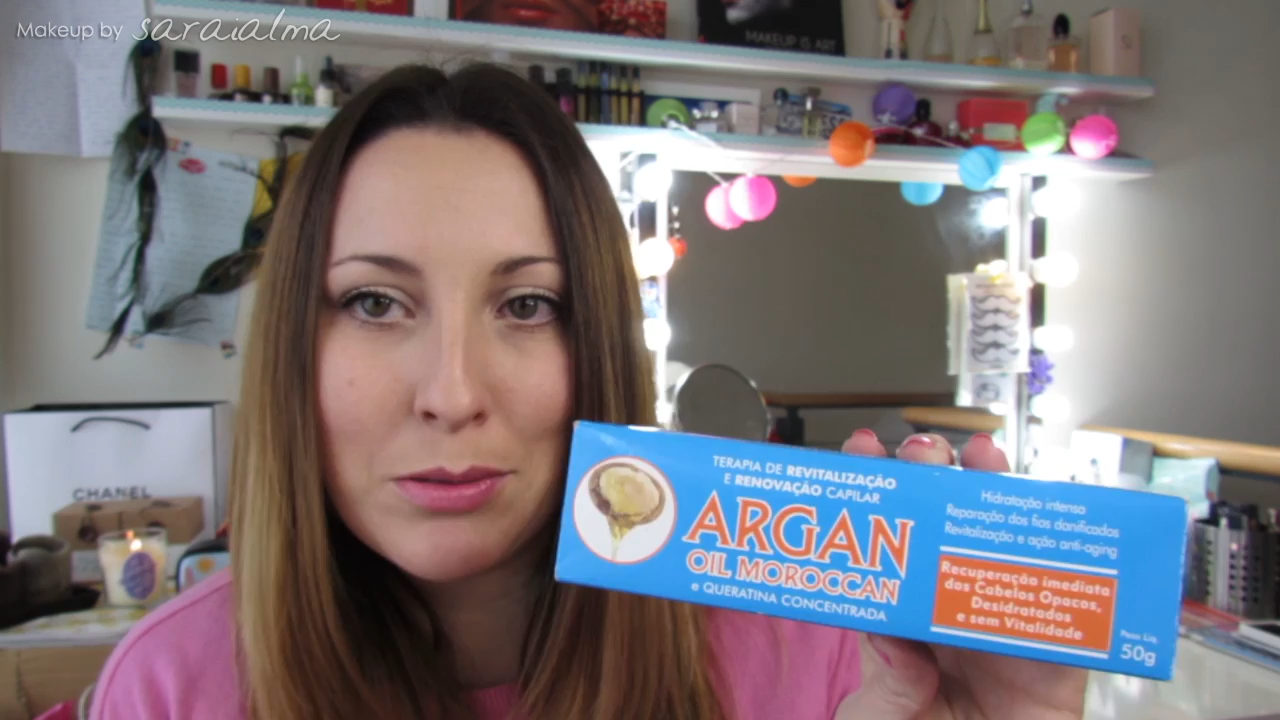 Makeup by saraialma
MAKEUP IS ART
CHANEL
TERAPIA DE REVITALIZAÇÃO
E RENOVAÇÃO CAPILAR
ARGAN
OIL MOROCCAN
e QUERATINA CONCENTRADA
Hidratação intensa
Reparação dos fios danificados
Revitalização e ação anti-aging
Recuperação imediata
dos Cabelos Opacos,
Desidratados
e sem Vitalidade
Peso Liq.
50g